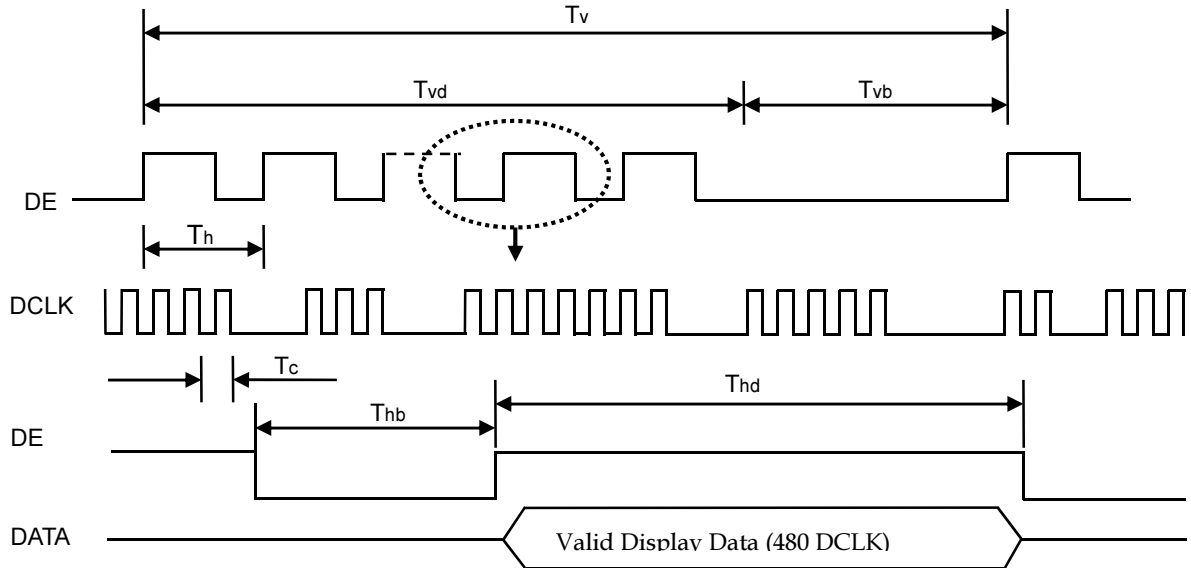 Tv
Tvd
Tvb
DE
Th
DCLK
Tc
Thd
Thb
DE
DATA
Valid Display Data (480 DCLK)